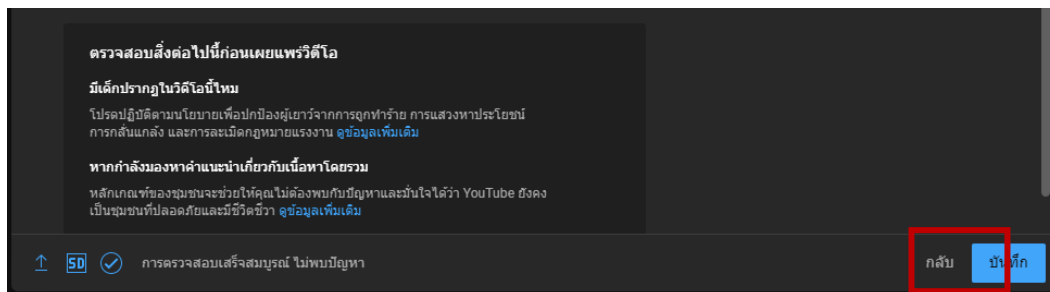 ตรวจสอบสิ่งต่อไปนี้ก่อนเผยแพร่วิดีโอ
มีเด็กปรากฏในวิดีโอนี้ไหม
โปรดปฏิบัติตามนโยบายเพื่อปกป้องผู้เยาว์จากการถูกทำร้าย การแสวงหาประโยชน์
การกลั่นแกล้ง และการละเมิดกฎหมายแรงงาน ดูข้อมูลเพิ่มเติม
หากกำลังมองหาคำแนะนำเกี่ยวกับเนื้อหาโดยรวม
หลักเกณฑ์ของชุมชนจะช่วยให้คุณไม่ต้องพบกับปัญหาและมั่นใจได้ว่า YouTube ยังคง
เป็นชุมชนที่ปลอดภัยและมีชีวิตชีวา ดูข้อมูลเพิ่มเติม
SD การตรวจสอบเสร็จสมบูรณ์ ไม่พบปัญหา กลับ บันทึก